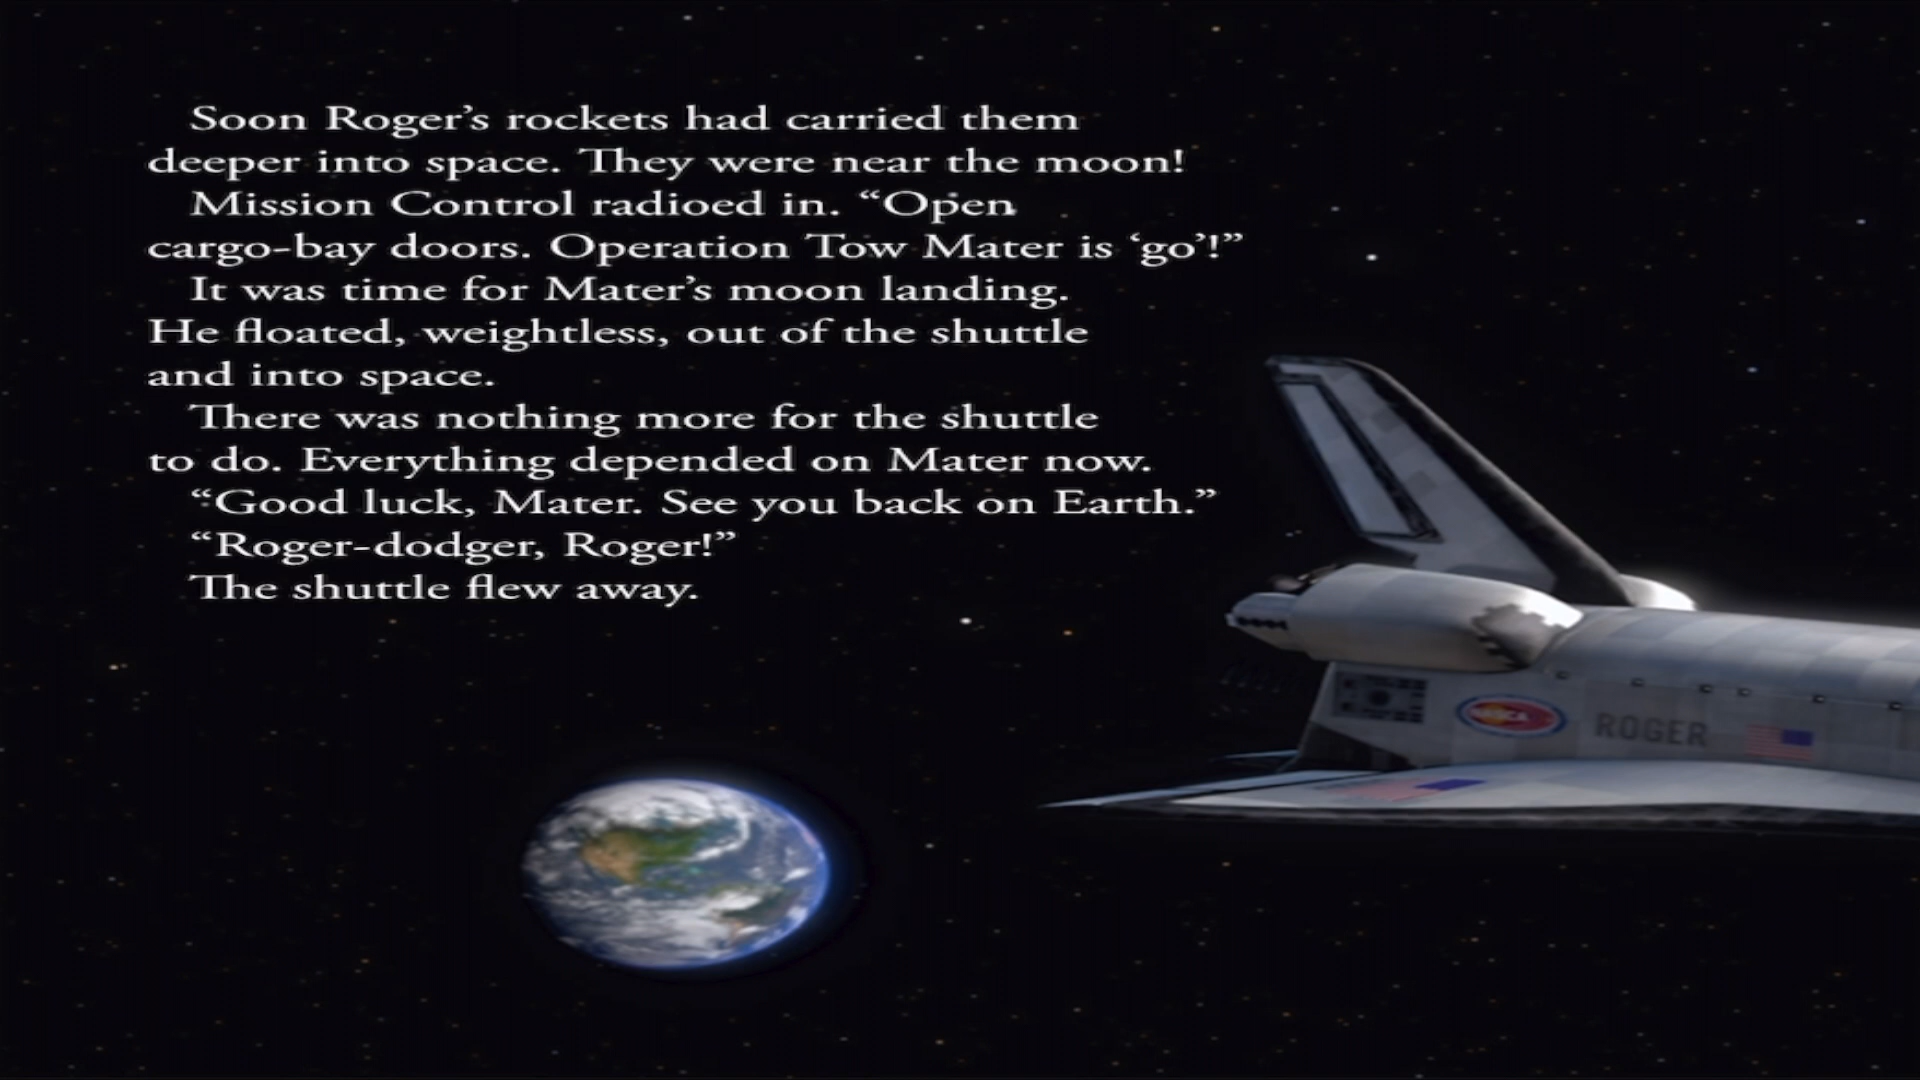 Soon Roger’s rockets had carried them
deeper into space. They were near the moon!
Mission Control radioed in. “Open
cargo-bay doors. Operation Tow Mater is ‘go’!”
It was time for Mater’s moon landing.
He floated, weightless, out of the shuttle
and into space.
There was nothing more for the shuttle
to do. Everything depended on Mater now.
“Good luck, Mater. See you back on Earth.”
“Roger-dodger, Roger!”
The shuttle flew away.
ROGER